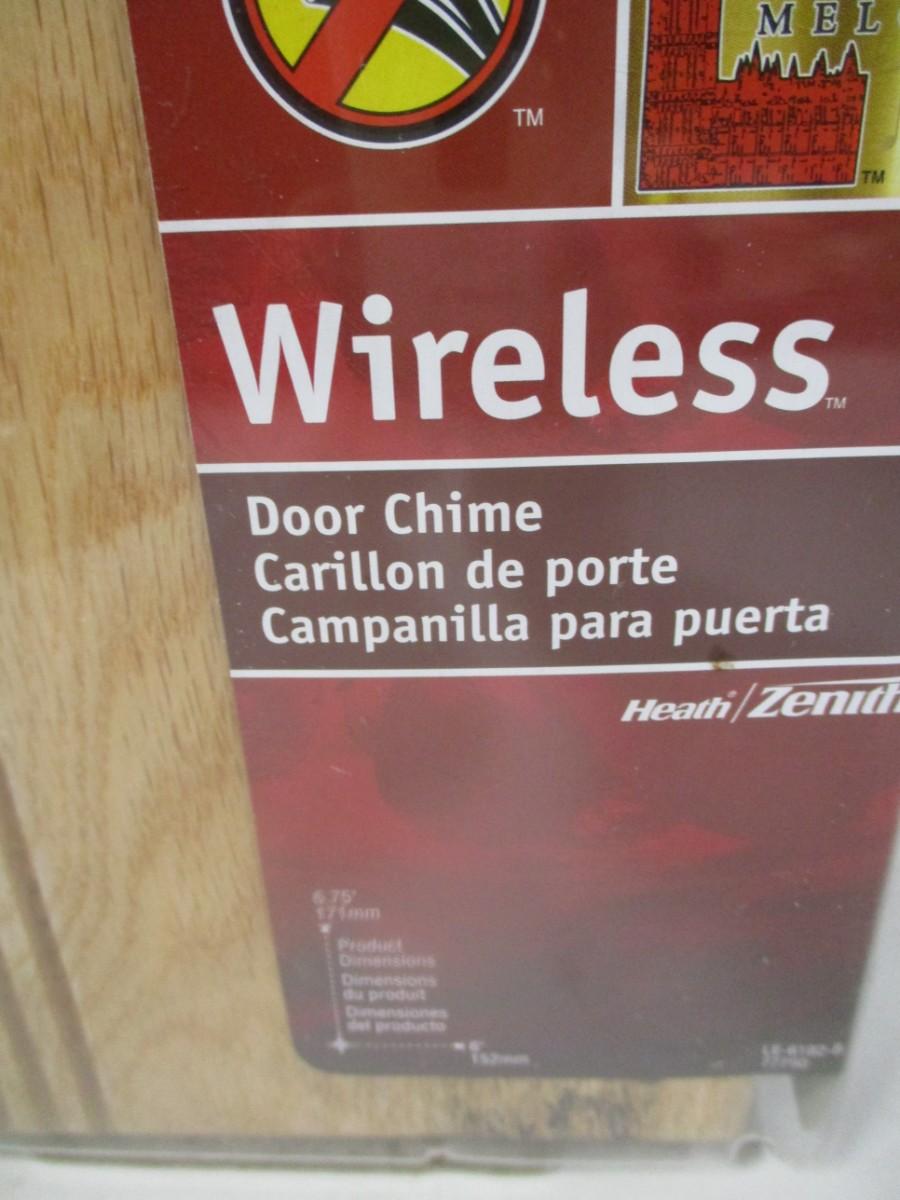 MEL
TM
TM
Wireless TM
Door Chime
Carillon de porte
Campanilla para puerta
Heath®/Zenith
6.75"
171mm
Product
Dimensions
Dimensions
du produit
Dimensiones
del producto
6"
152mm